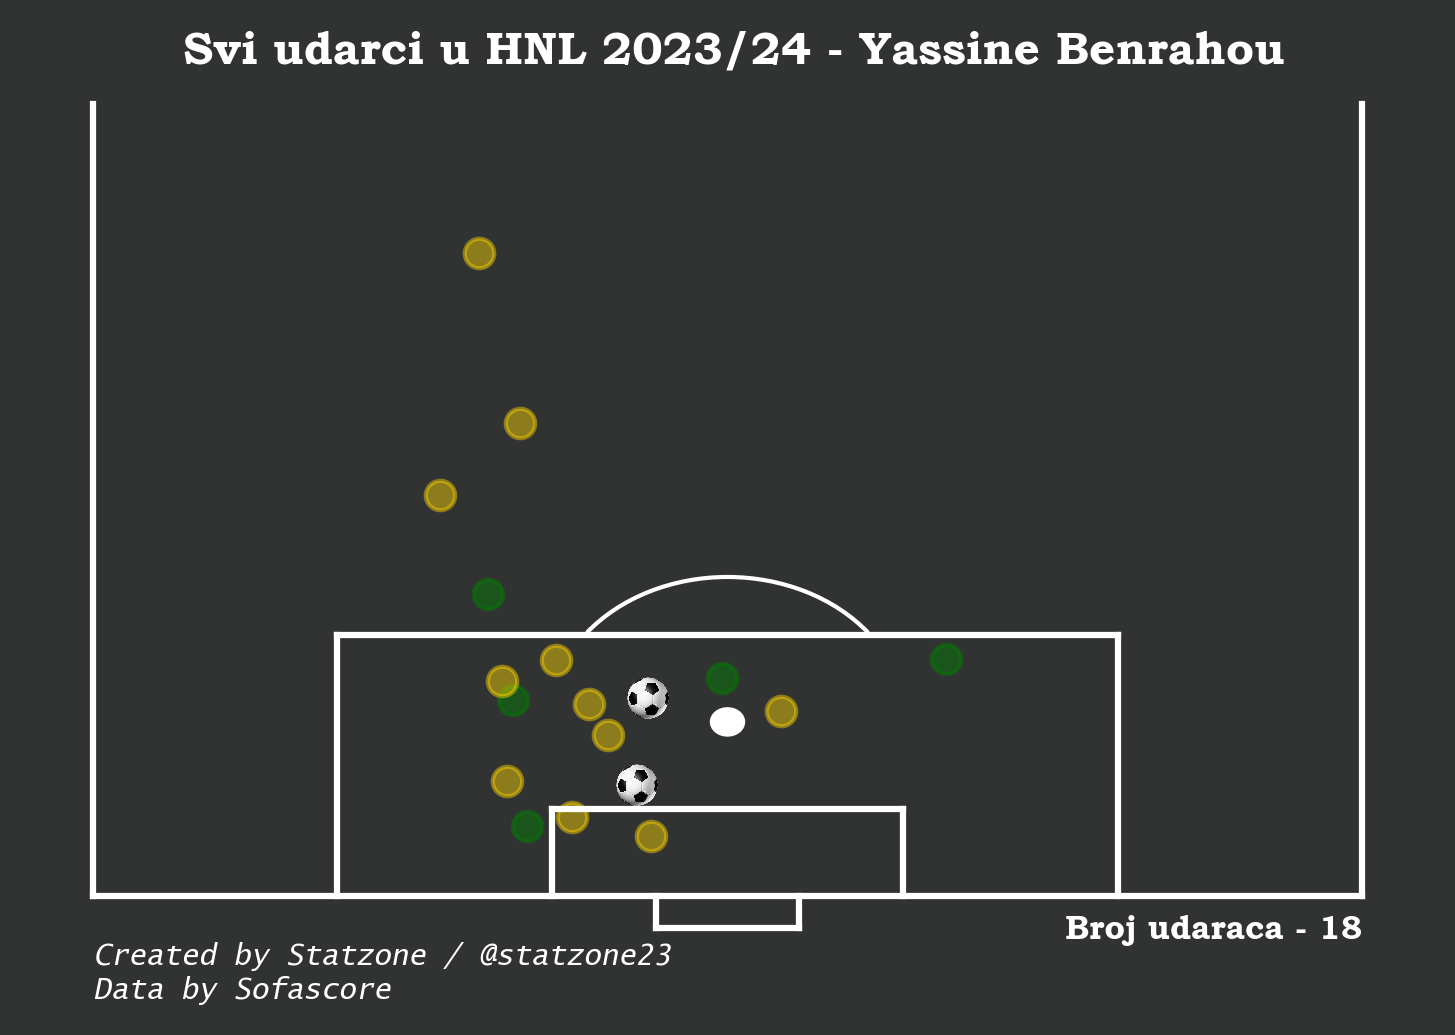 Svi udarci u HNL 2023/24 - Yassine Benrahou
Broj udaraca - 18
Created by Statzone / @statzone23
Data by Sofascore